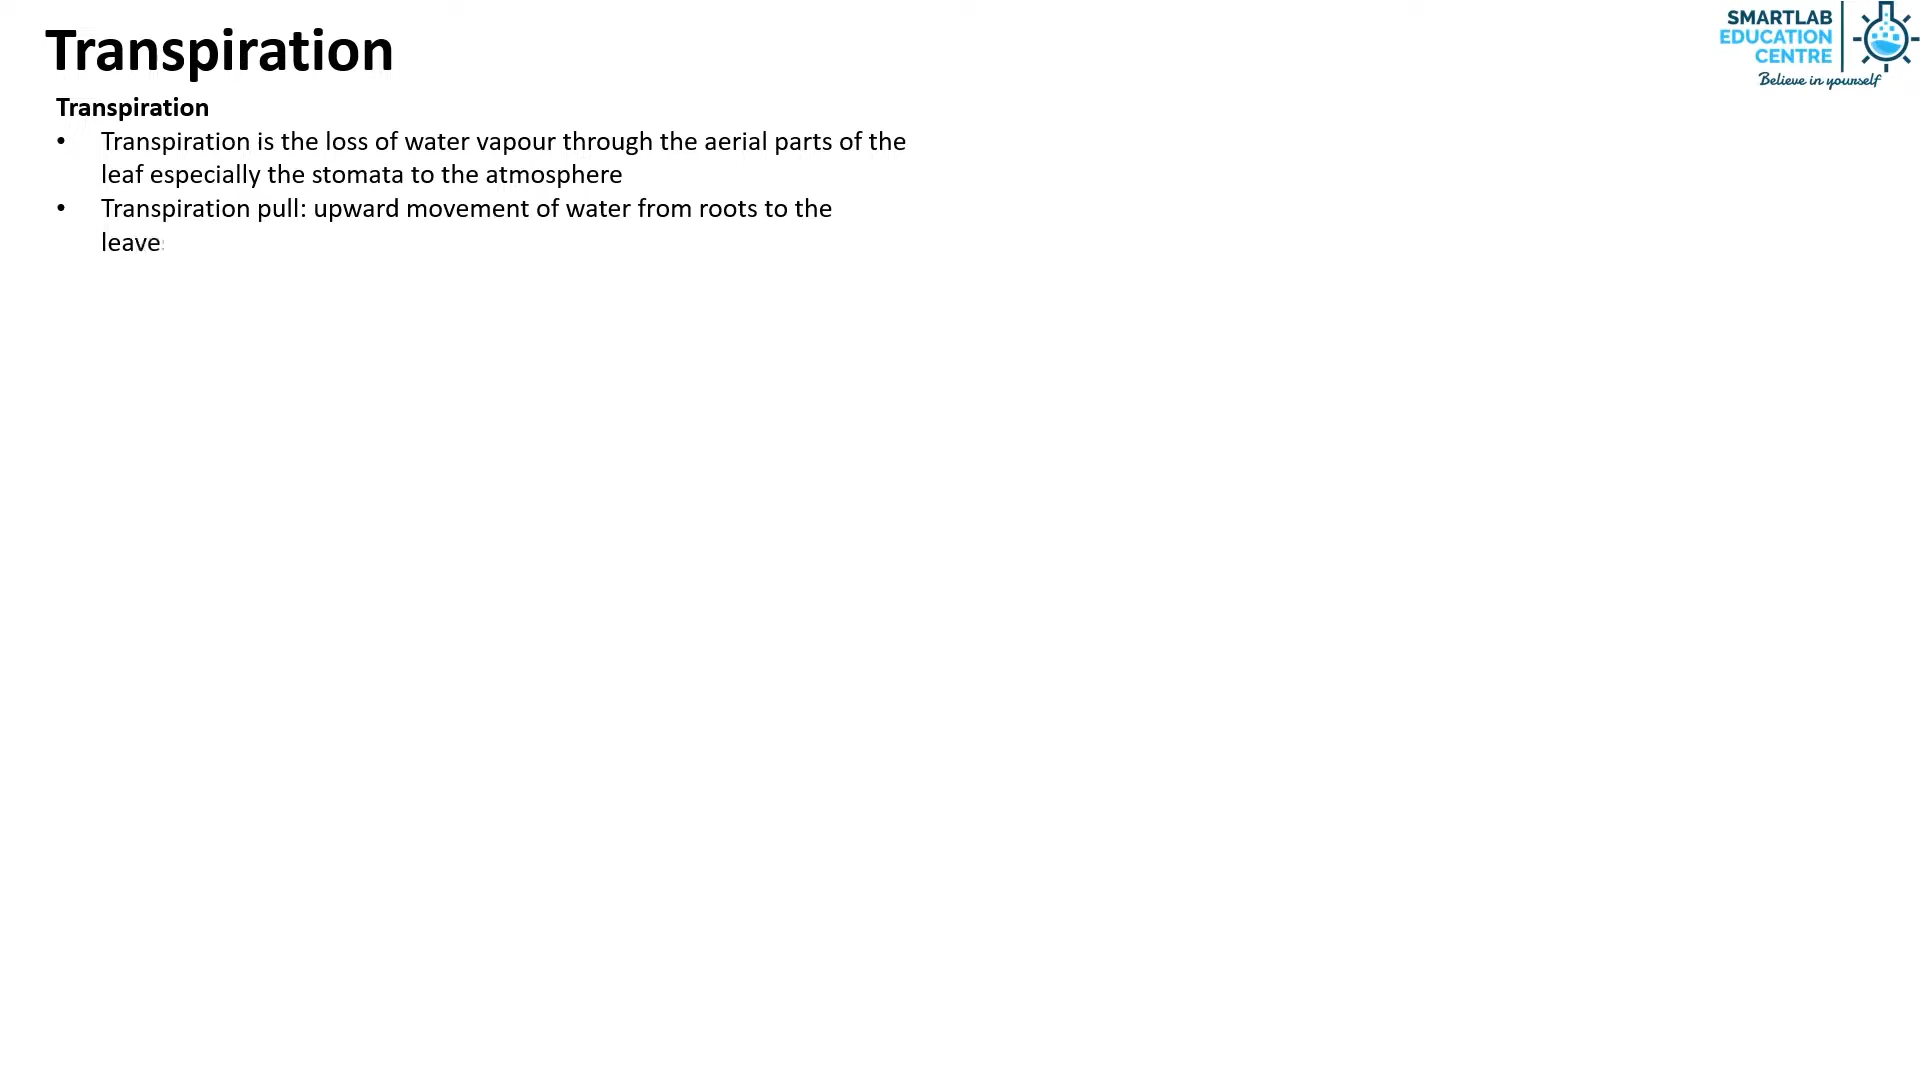 Transpiration
SMARTLAB
EDUCATION
CENTRE
Believe in yourself
Transpiration
• Transpiration is the loss of water vapour through the aerial parts of the
leaf especially the stomata to the atmosphere
• Transpiration pull: upward movement of water from roots to the
leave